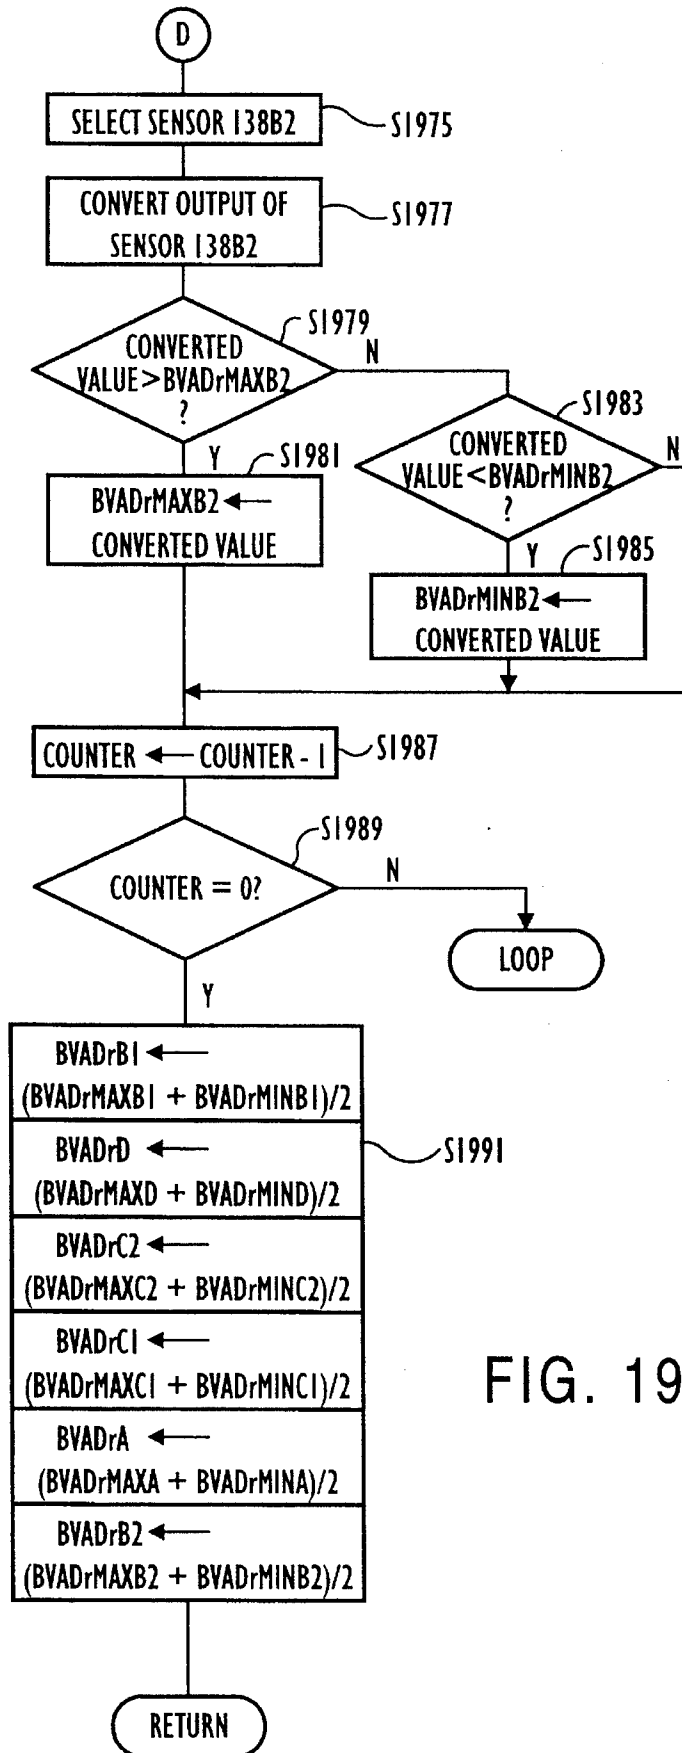 D
SELECT SENSOR 138B2
S1975
CONVERT OUTPUT OF
SENSOR 138B2
S1977
S1979
CONVERTED
VALUE>BVADrMAXB2
?
N
Y
S1981
BVADrMAXB2←
CONVERTED VALUE
S1983
CONVERTED
VALUE<BVADrMINB2
?
N
Y
S1985
BVADrMINB2←
CONVERTED VALUE
COUNTER ← COUNTER - 1
S1987
S1989
COUNTER = 0?
N
LOOP
Y
BVADrB1←
(BVADrMAXB1 + BVADrMINB1)/2
BVADrD ←
(BVADrMAXD + BVADrMIND)/2
S1991
BVADrC2←
(BVADrMAXC2 + BVADrMINC2)/2
BVADrC1←
(BVADrMAXC1 + BVADrMINC1)/2
BVADrA ←
(BVADrMAXA + BVADrMINA)/2
BVADrB2←
(BVADrMAXB2 + BVADrMINB2)/2
RETURN
FIG. 19